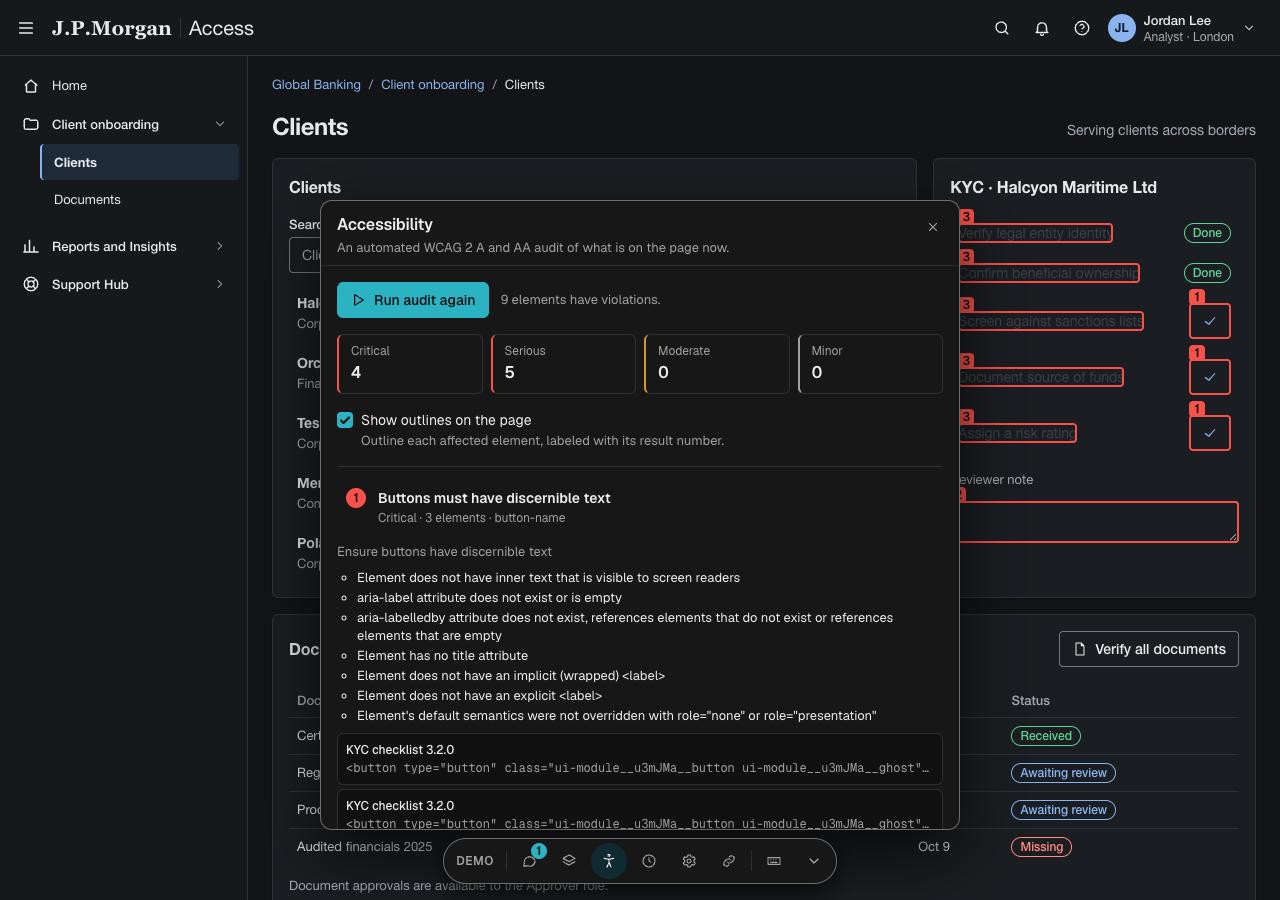 J.P.Morgan Access
JL
Jordan Lee
Analyst · London
Home
Client onboarding
Clients
Documents
Reports and Insights
Support Hub
Global Banking / Client onboarding / Clients
Clients
Serving clients across borders
Clients
KYC · Halcyon Maritime Ltd
3
Verify legal entity identity
Done
3
Confirm beneficial ownership
Done
3
Screen against sanctions lists
1
3
Document source of funds
1
3
Assign a risk rating
1
eviewer note
Accessibility
An automated WCAG 2 A and AA audit of what is on the page now.
Run audit again
9 elements have violations.
Critical
4
Serious
5
Moderate
0
Minor
0
Show outlines on the page
Outline each affected element, labeled with its result number.
1
Buttons must have discernible text
Critical · 3 elements · button-name
Ensure buttons have discernible text
Element does not have inner text that is visible to screen readers
aria-label attribute does not exist or is empty
aria-labelledby attribute does not exist, references elements that do not exist or references
elements that are empty
Element has no title attribute
Element does not have an implicit (wrapped) <label>
Element does not have an explicit <label>
Element's default semantics were not overridden with role="none" or role="presentation"
KYC checklist 3.2.0
<button type="button" class="ui-module__u3mJMa__button ui-module__u3mJMa__ghost"…
KYC checklist 3.2.0
<button type="button" class="ui-module__u3mJMa__button ui-module__u3mJMa__ghost"…
Verify all documents
Status
Received
Awaiting review
Awaiting review
Audited financials 2025
Oct 9
Missing
Document approvals are available to the Approver role.
DEMO
1